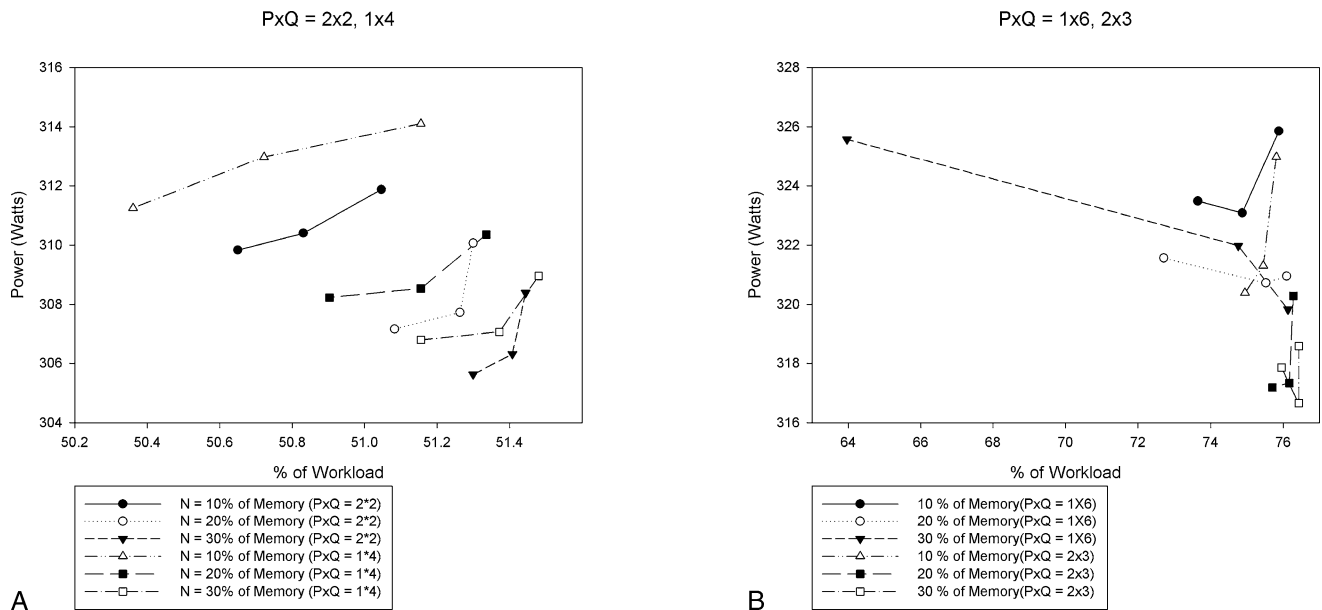 PxQ = 2x2, 1x4
316
314
312
310
308
306
304
Power (Watts)
50.2 50.4 50.6 50.8 51.0 51.2 51.4
% of Workload
N = 10% of Memory (PxQ = 2*2)
N = 20% of Memory (PxQ = 2*2)
N = 30% of Memory (PxQ = 2*2)
N = 10% of Memory (PxQ = 1*4)
N = 20% of Memory (PxQ = 1*4)
N = 30% of Memory (PxQ = 1*4)
A
PxQ = 1x6, 2x3
328
326
324
322
320
318
316
Power (Watts)
64 66 68 70 72 74 76
% of Workload
10 % of Memory(PxQ = 1X6)
20 % of Memory(PxQ = 1X6)
30 % of Memory(PxQ = 1X6)
10 % of Memory(PxQ = 2x3)
20 % of Memory(PxQ = 2x3)
30 % of Memory(PxQ = 2x3)
B